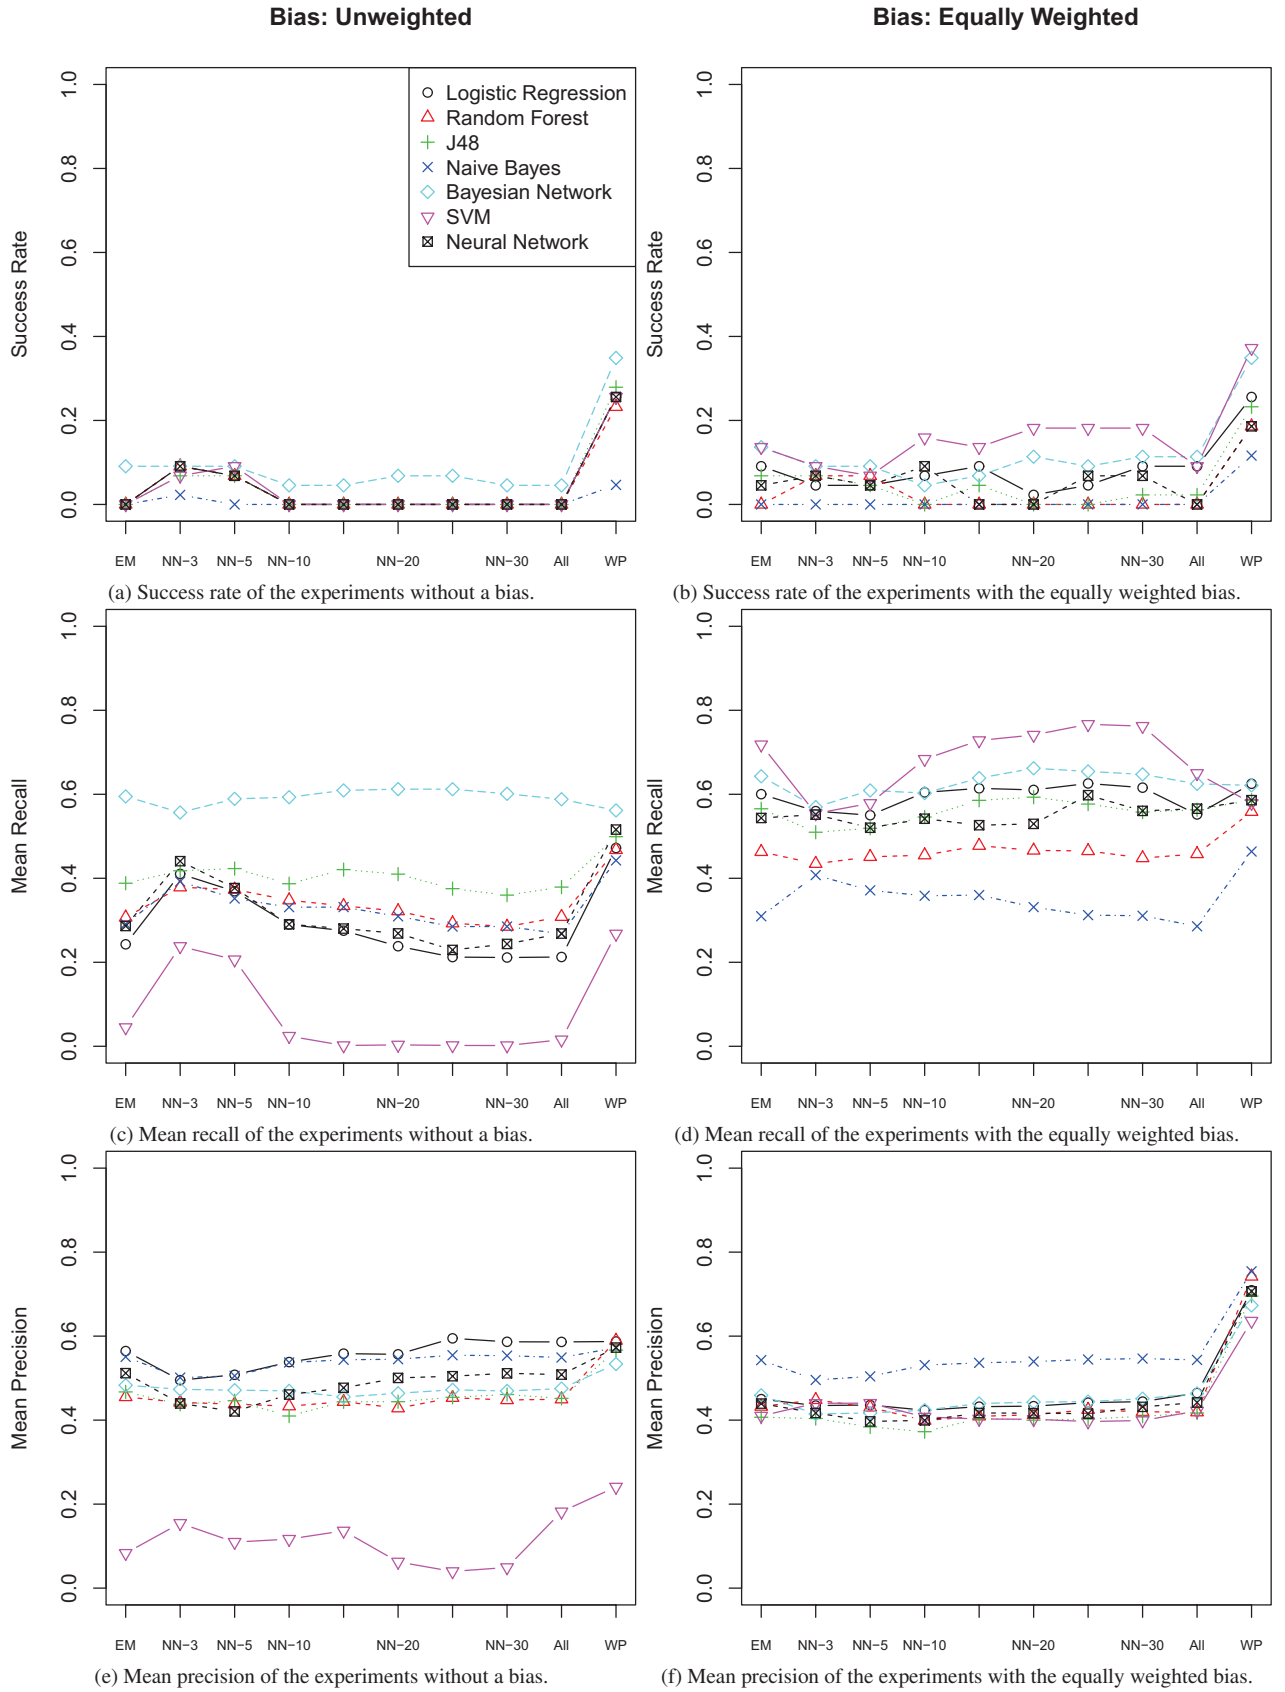 Bias: Unweighted
Bias: Equally Weighted
Success Rate
0.0 0.2 0.4 0.6 0.8 1.0
Logistic Regression
Random Forest
J48
Naive Bayes
Bayesian Network
SVM
Neural Network
EM NN−3 NN−5 NN−10 NN−20 NN−30 All WP
(a) Success rate of the experiments without a bias.
Success Rate
0.0 0.2 0.4 0.6 0.8 1.0
EM NN−3 NN−5 NN−10 NN−20 NN−30 All WP
(b) Success rate of the experiments with the equally weighted bias.
Mean Recall
0.0 0.2 0.4 0.6 0.8 1.0
EM NN−3 NN−5 NN−10 NN−20 NN−30 All WP
(c) Mean recall of the experiments without a bias.
Mean Recall
0.0 0.2 0.4 0.6 0.8 1.0
EM NN−3 NN−5 NN−10 NN−20 NN−30 All WP
(d) Mean recall of the experiments with the equally weighted bias.
Mean Precision
0.0 0.2 0.4 0.6 0.8 1.0
EM NN−3 NN−5 NN−10 NN−20 NN−30 All WP
(e) Mean precision of the experiments without a bias.
Mean Precision
0.0 0.2 0.4 0.6 0.8 1.0
EM NN−3 NN−5 NN−10 NN−20 NN−30 All WP
(f) Mean precision of the experiments with the equally weighted bias.